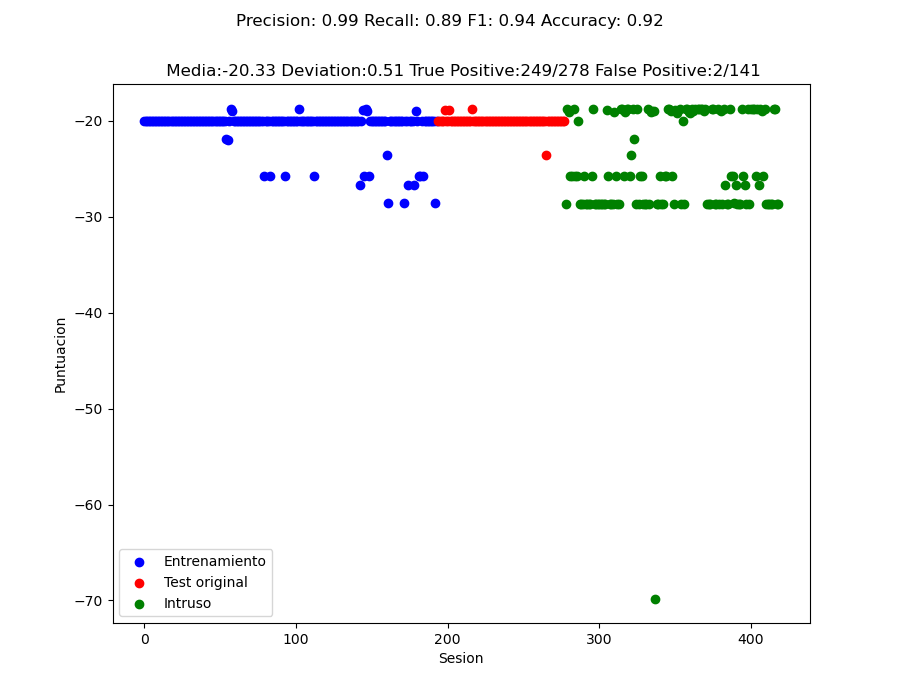 Precision: 0.99 Recall: 0.89 F1: 0.94 Accuracy: 0.92
Media:-20.33 Deviation:0.51 True Positive:249/278 False Positive:2/141
−20
−30
−40
−50
−60
−70
Puntuacion
Entrenamiento
Test original
Intruso
0 100 200 300 400
Sesion